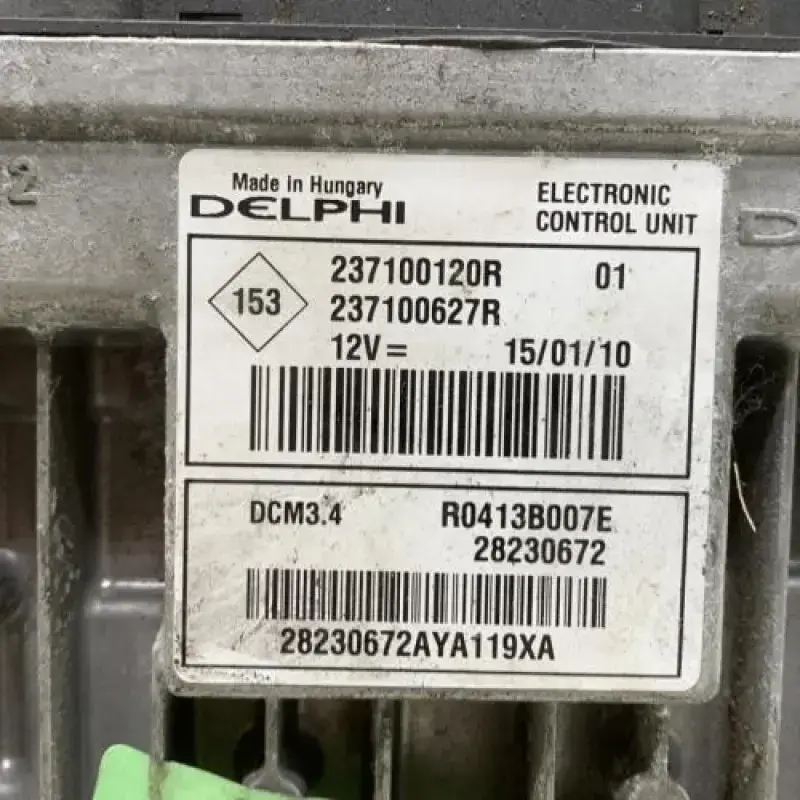 2
D
Made in Hungary
DELPHI
ELECTRONIC
CONTROL UNIT
153
237100120R 01
237100627R
12V= 15/01/10
DCM3.4 R0413B007E
28230672
28230672AYA119XA